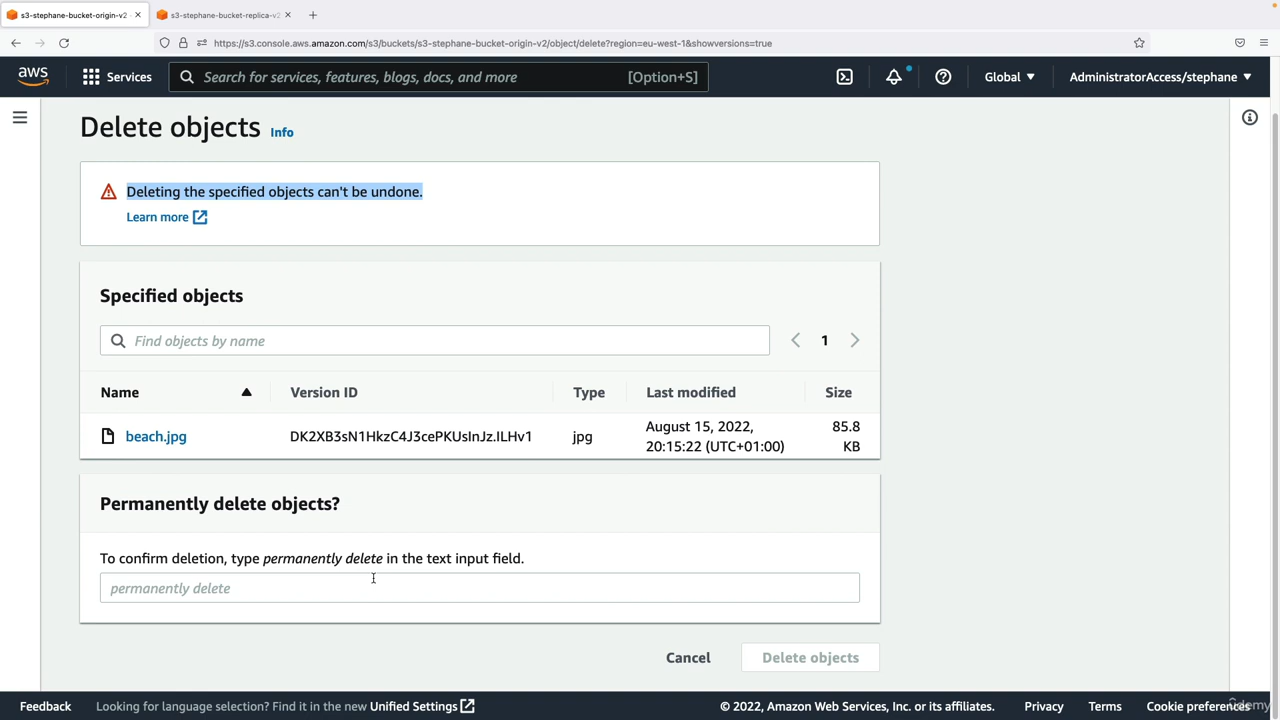 s3-stephane-bucket-origin-v2
s3-stephane-bucket-replica-v2
https://s3.console.aws.amazon.com/s3/buckets/s3-stephane-bucket-origin-v2/object/delete?region=eu-west-1&showversions=true
aws
Services
Search for services, features, blogs, docs, and more
[Option+S]
Global
AdministratorAccess/stephane
Delete objects
Info
Deleting the specified objects can't be undone.
Learn more
Specified objects
Find objects by name
1
Name
Version ID
Type
Last modified
Size
beach.jpg
DK2XB3sN1HkzC4J3cePKUsInJz.ILHv1
jpg
August 15, 2022,
20:15:22 (UTC+01:00)
85.8
KB
Permanently delete objects?
To confirm deletion, type permanently delete in the text input field.
permanently delete
Cancel
Delete objects
Feedback
Looking for language selection? Find it in the new Unified Settings
© 2022, Amazon Web Services, Inc. or its affiliates.
Privacy
Terms
Cookie preferences
Udemy